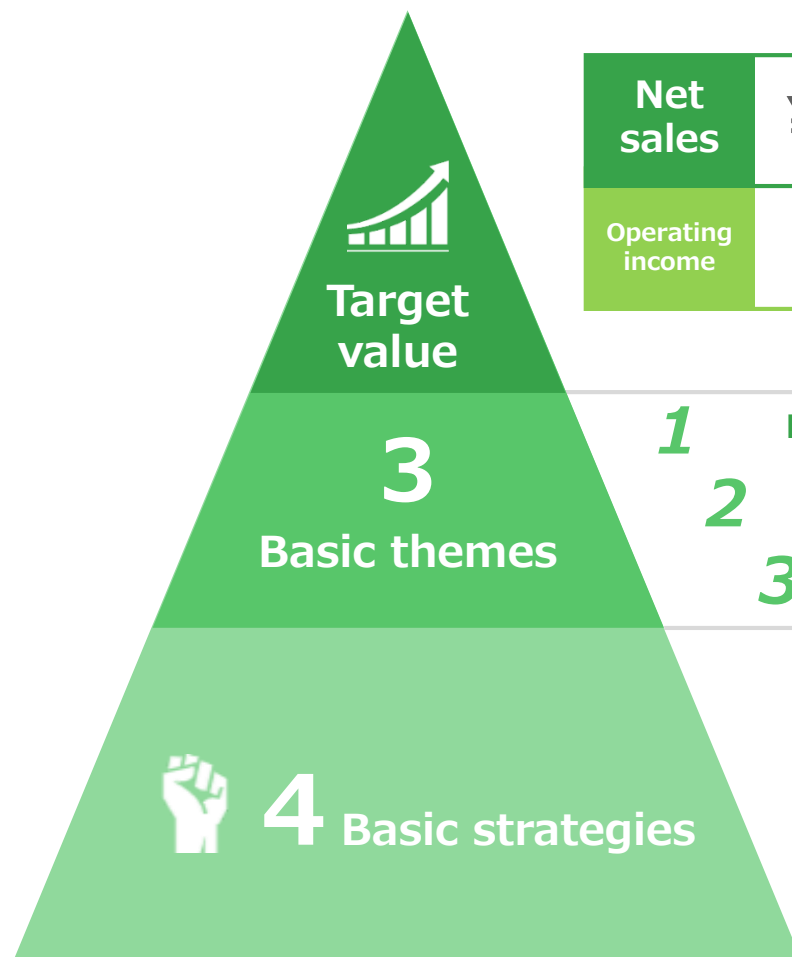 Net
sales
Operating
income
Target
value
1
2
3
3
Basic themes
4 Basic strategies